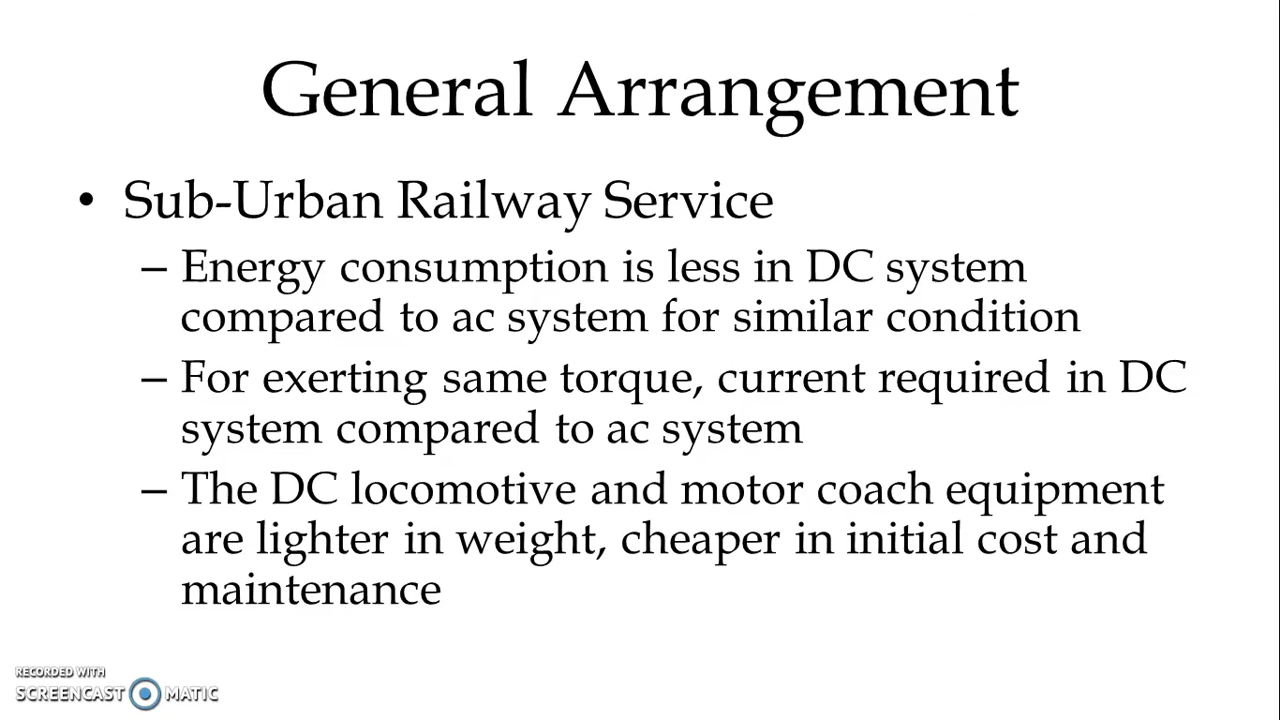 General Arrangement
• Sub-Urban Railway Service
– Energy consumption is less in DC system
compared to ac system for similar condition
– For exerting same torque, current required in DC
system compared to ac system
– The DC locomotive and motor coach equipment
are lighter in weight, cheaper in initial cost and
maintenance
RECORDED WITH
SCREENCAST MATIC